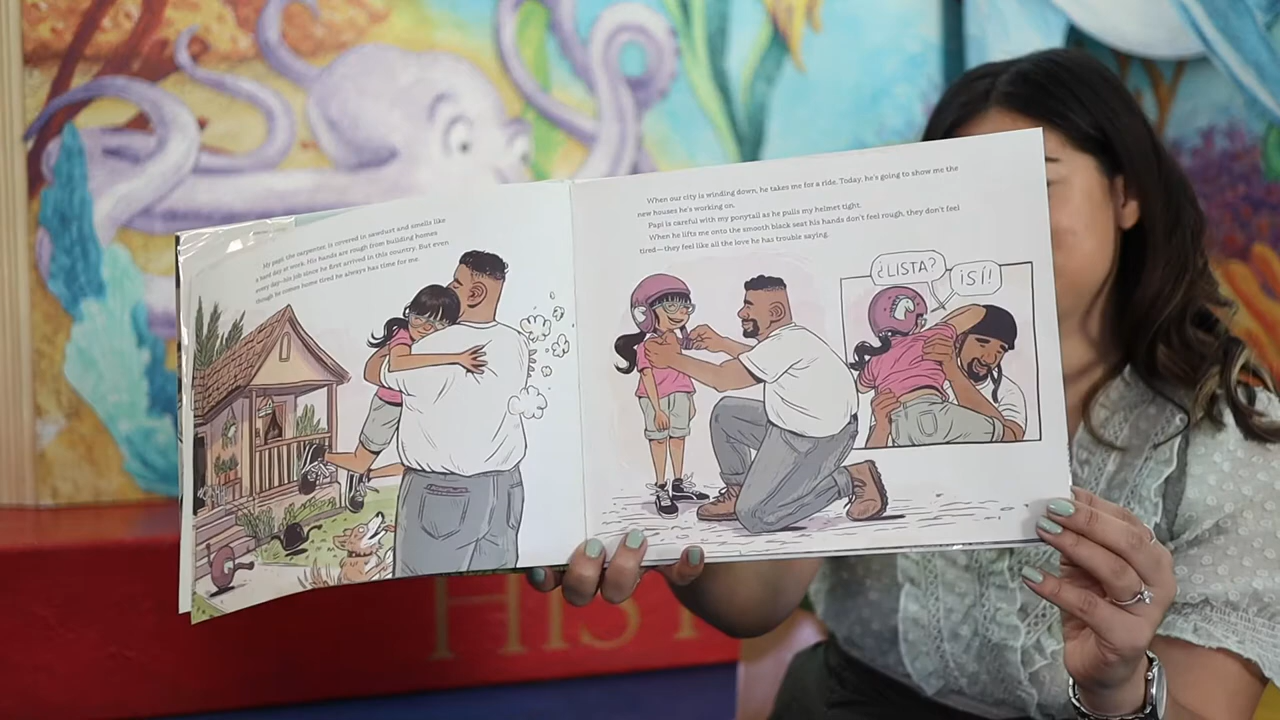 My papi, the carpenter, is covered in sawdust and smells like
a hard day at work. His hands are rough from building homes
every day—his job since he first arrived in this country. But even
though he comes home tired he always has time for me.
When our city is winding down, he takes me for a ride. Today, he's going to show me the
new houses he's working on.
Papi is careful with my ponytail as he pulls my helmet tight.
When he lifts me onto the smooth black seat his hands don't feel rough, they don't feel
tired—they feel like all the love he has trouble saying.
¿LISTA?
¡SÍ!
HIST